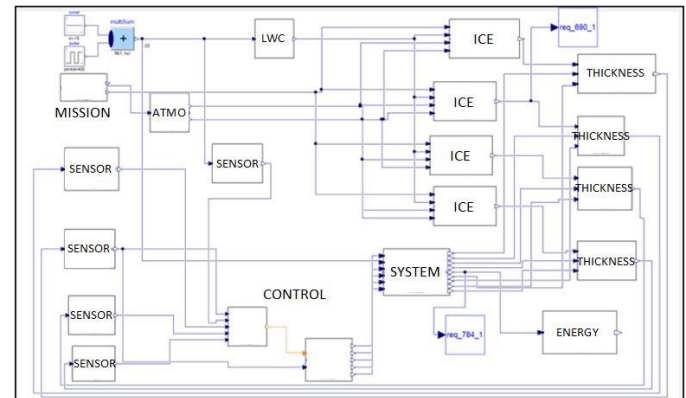 multiSum
+
LWC
ICE
req_690_1
THICKNESS
MISSION
ATMO
ICE
THICKNESS
SENSOR
SENSOR
ICE
THICKNESS
ICE
SENSOR
SYSTEM
THICKNESS
CONTROL
SENSOR
req_784_1
ENERGY
SENSOR